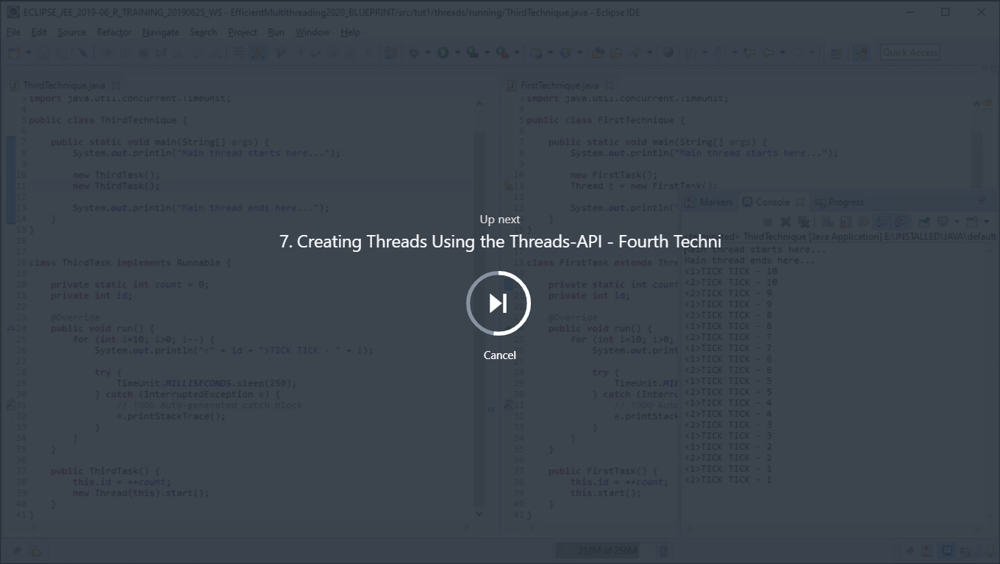 ECLIPSE_JEE_2019-06_R_TRAINING_20190625_WS - EfficientMultithreading2020_BLUEPRINT/src/tut1/threads/running/ThirdTechnique.java - Eclipse IDE
File Edit Source Refactor Navigate Search Project Run Window Help
Quick Access
ThirdTechnique.java
3 import java.util.concurrent.TimeUnit;
4
5 public class ThirdTechnique {
6
7 public static void main(String[] args) {
8 System.out.println("Main thread starts here...");
9
10 new ThirdTask();
11 new ThirdTask();
12
13 System.out.println("Main thread ends here...");
14 }
15 }
16
17
18 class ThirdTask implements Runnable {
19
20 private static int count = 0;
21 private int id;
22
23 @Override
24 public void run() {
25 for (int i=10; i>0; i--) {
26 System.out.println("<" + id + ">TICK TICK - " + i);
27
28 try {
29 TimeUnit.MILLISECONDS.sleep(250);
30 } catch (InterruptedException e) {
31 // TODO Auto-generated catch block
32 e.printStackTrace();
33 }
34 }
35 }
36
37 public ThirdTask() {
38 this.id = ++count;
39 new Thread(this).start();
40 }
41 }
FirstTechnique.java
3 import java.util.concurrent.TimeUnit;
4
5 public class FirstTechnique {
6
7 public static void main(String[] args) {
8 System.out.println("Main thread starts here...");
9
10 new FirstTask();
11 Thread t = new FirstTask();
12
13 System.out.println("
14 }
15 }
17
18 class FirstTask extends Thre
19
20 private static int count
21 private int id;
22
23 @Override
24 public void run() {
25 for (int i=10; i>0;
26 System.out.print
27
28 try {
29 TimeUnit.MIL
30 } catch (Interru
31 // TODO Auto
32 e.printStack
33 }
34 }
35 }
36
37 public FirstTask() {
38 this.id = ++count;
39 this.start();
40 }
41 }
Markers Console Progress
<terminated> ThirdTechnique [Java Application] E:\INSTALLED\JAVA\default
Main thread starts here...
Main thread ends here...
<1>TICK TICK - 10
<2>TICK TICK - 10
<2>TICK TICK - 9
<1>TICK TICK - 9
<2>TICK TICK - 8
<1>TICK TICK - 8
<2>TICK TICK - 7
<1>TICK TICK - 7
<1>TICK TICK - 6
<2>TICK TICK - 6
<1>TICK TICK - 5
<2>TICK TICK - 5
<1>TICK TICK - 4
<2>TICK TICK - 4
<2>TICK TICK - 3
<1>TICK TICK - 3
<1>TICK TICK - 2
<2>TICK TICK - 2
<1>TICK TICK - 1
<2>TICK TICK - 1
Up next
7. Creating Threads Using the Threads-API - Fourth Techni
Cancel
212M of 256M